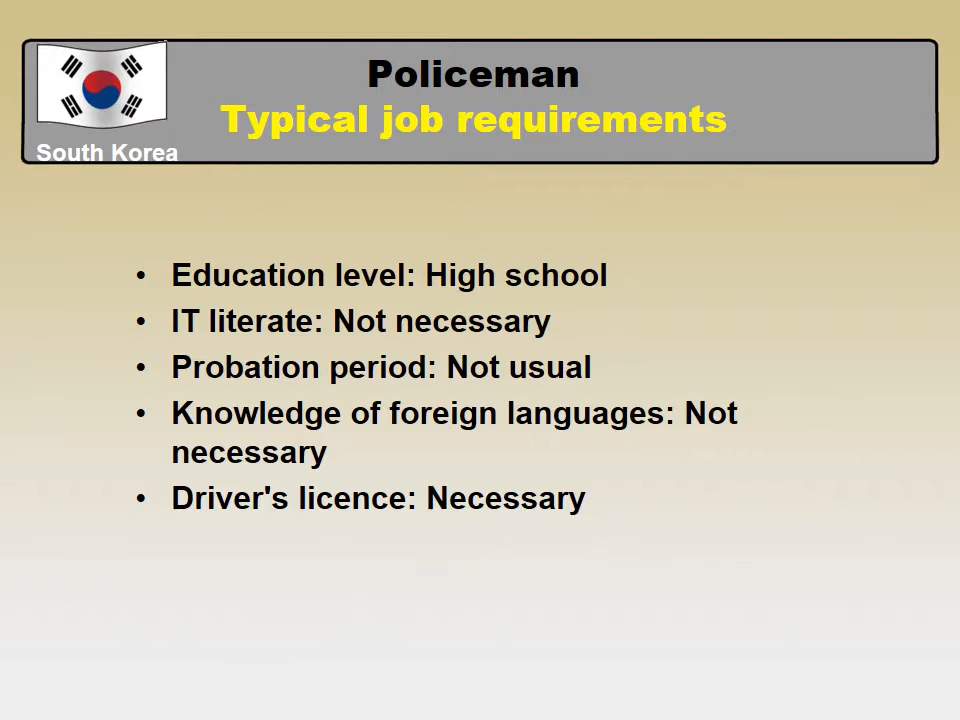 Policeman
Typical job requirements
South Korea
• Education level: High school
• IT literate: Not necessary
• Probation period: Not usual
• Knowledge of foreign languages: Not
necessary
• Driver's licence: Necessary